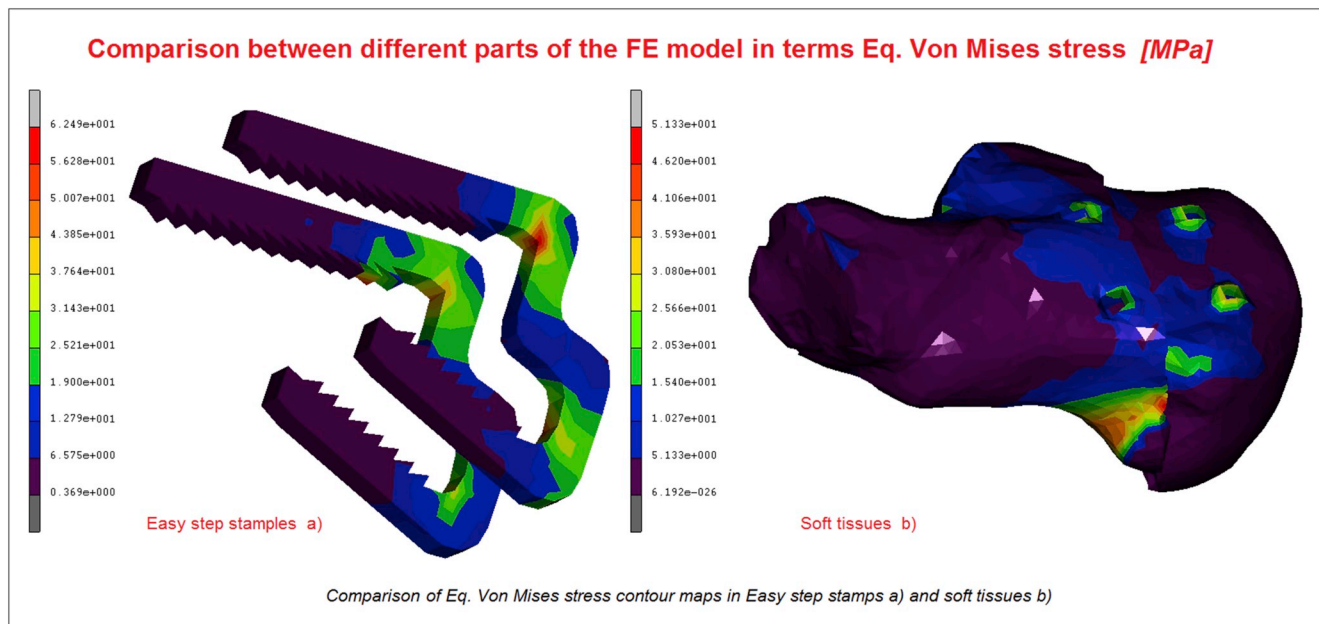 Comparison between different parts of the FE model in terms Eq. Von Mises stress [MPa]
6.249e+001
5.628e+001
5.007e+001
4.385e+001
3.764e+001
3.143e+001
2.521e+001
1.900e+001
1.279e+001
6.575e+000
0.369e+000
Easy step stamples a)
5.133e+001
4.620e+001
4.106e+001
3.593e+001
3.080e+001
2.566e+001
2.053e+001
1.540e+001
1.027e+001
5.133e+000
6.192e-026
Soft tissues b)
Comparison of Eq. Von Mises stress contour maps in Easy step stamps a) and soft tissues b)